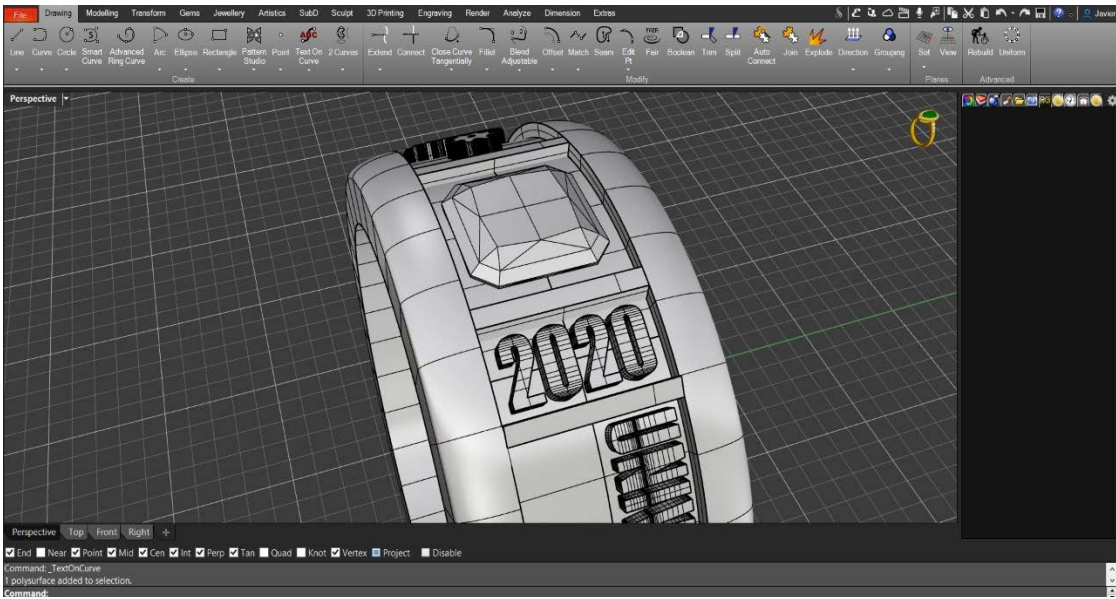 File Drawing Modelling Transform Gems Jewellery Artistics SubD Sculpt 3D Printing Engraving Render Analyze Dimension Extras
Line Curve Circle Smart Curve Advanced Ring Curve Arc Ellipse Rectangle Pattern Studio Point Text On Curve 2 Curves Extend Connect Close Curve Tangentially Fillet Blend Adjustable Offset Match Seam Edit Pt Fair Boolean Trim Split Auto Connect Join Explode Direction Grouping Set View Rebuild Uniform
Create Modify Planes Advanced
Perspective
2020
Perspective Top Front Right +
End Near Point Mid Cen Int Perp Tan Quad Knot Vertex Project Disable
Command: _TextOnCurve
1 polysurface added to selection.
Command: